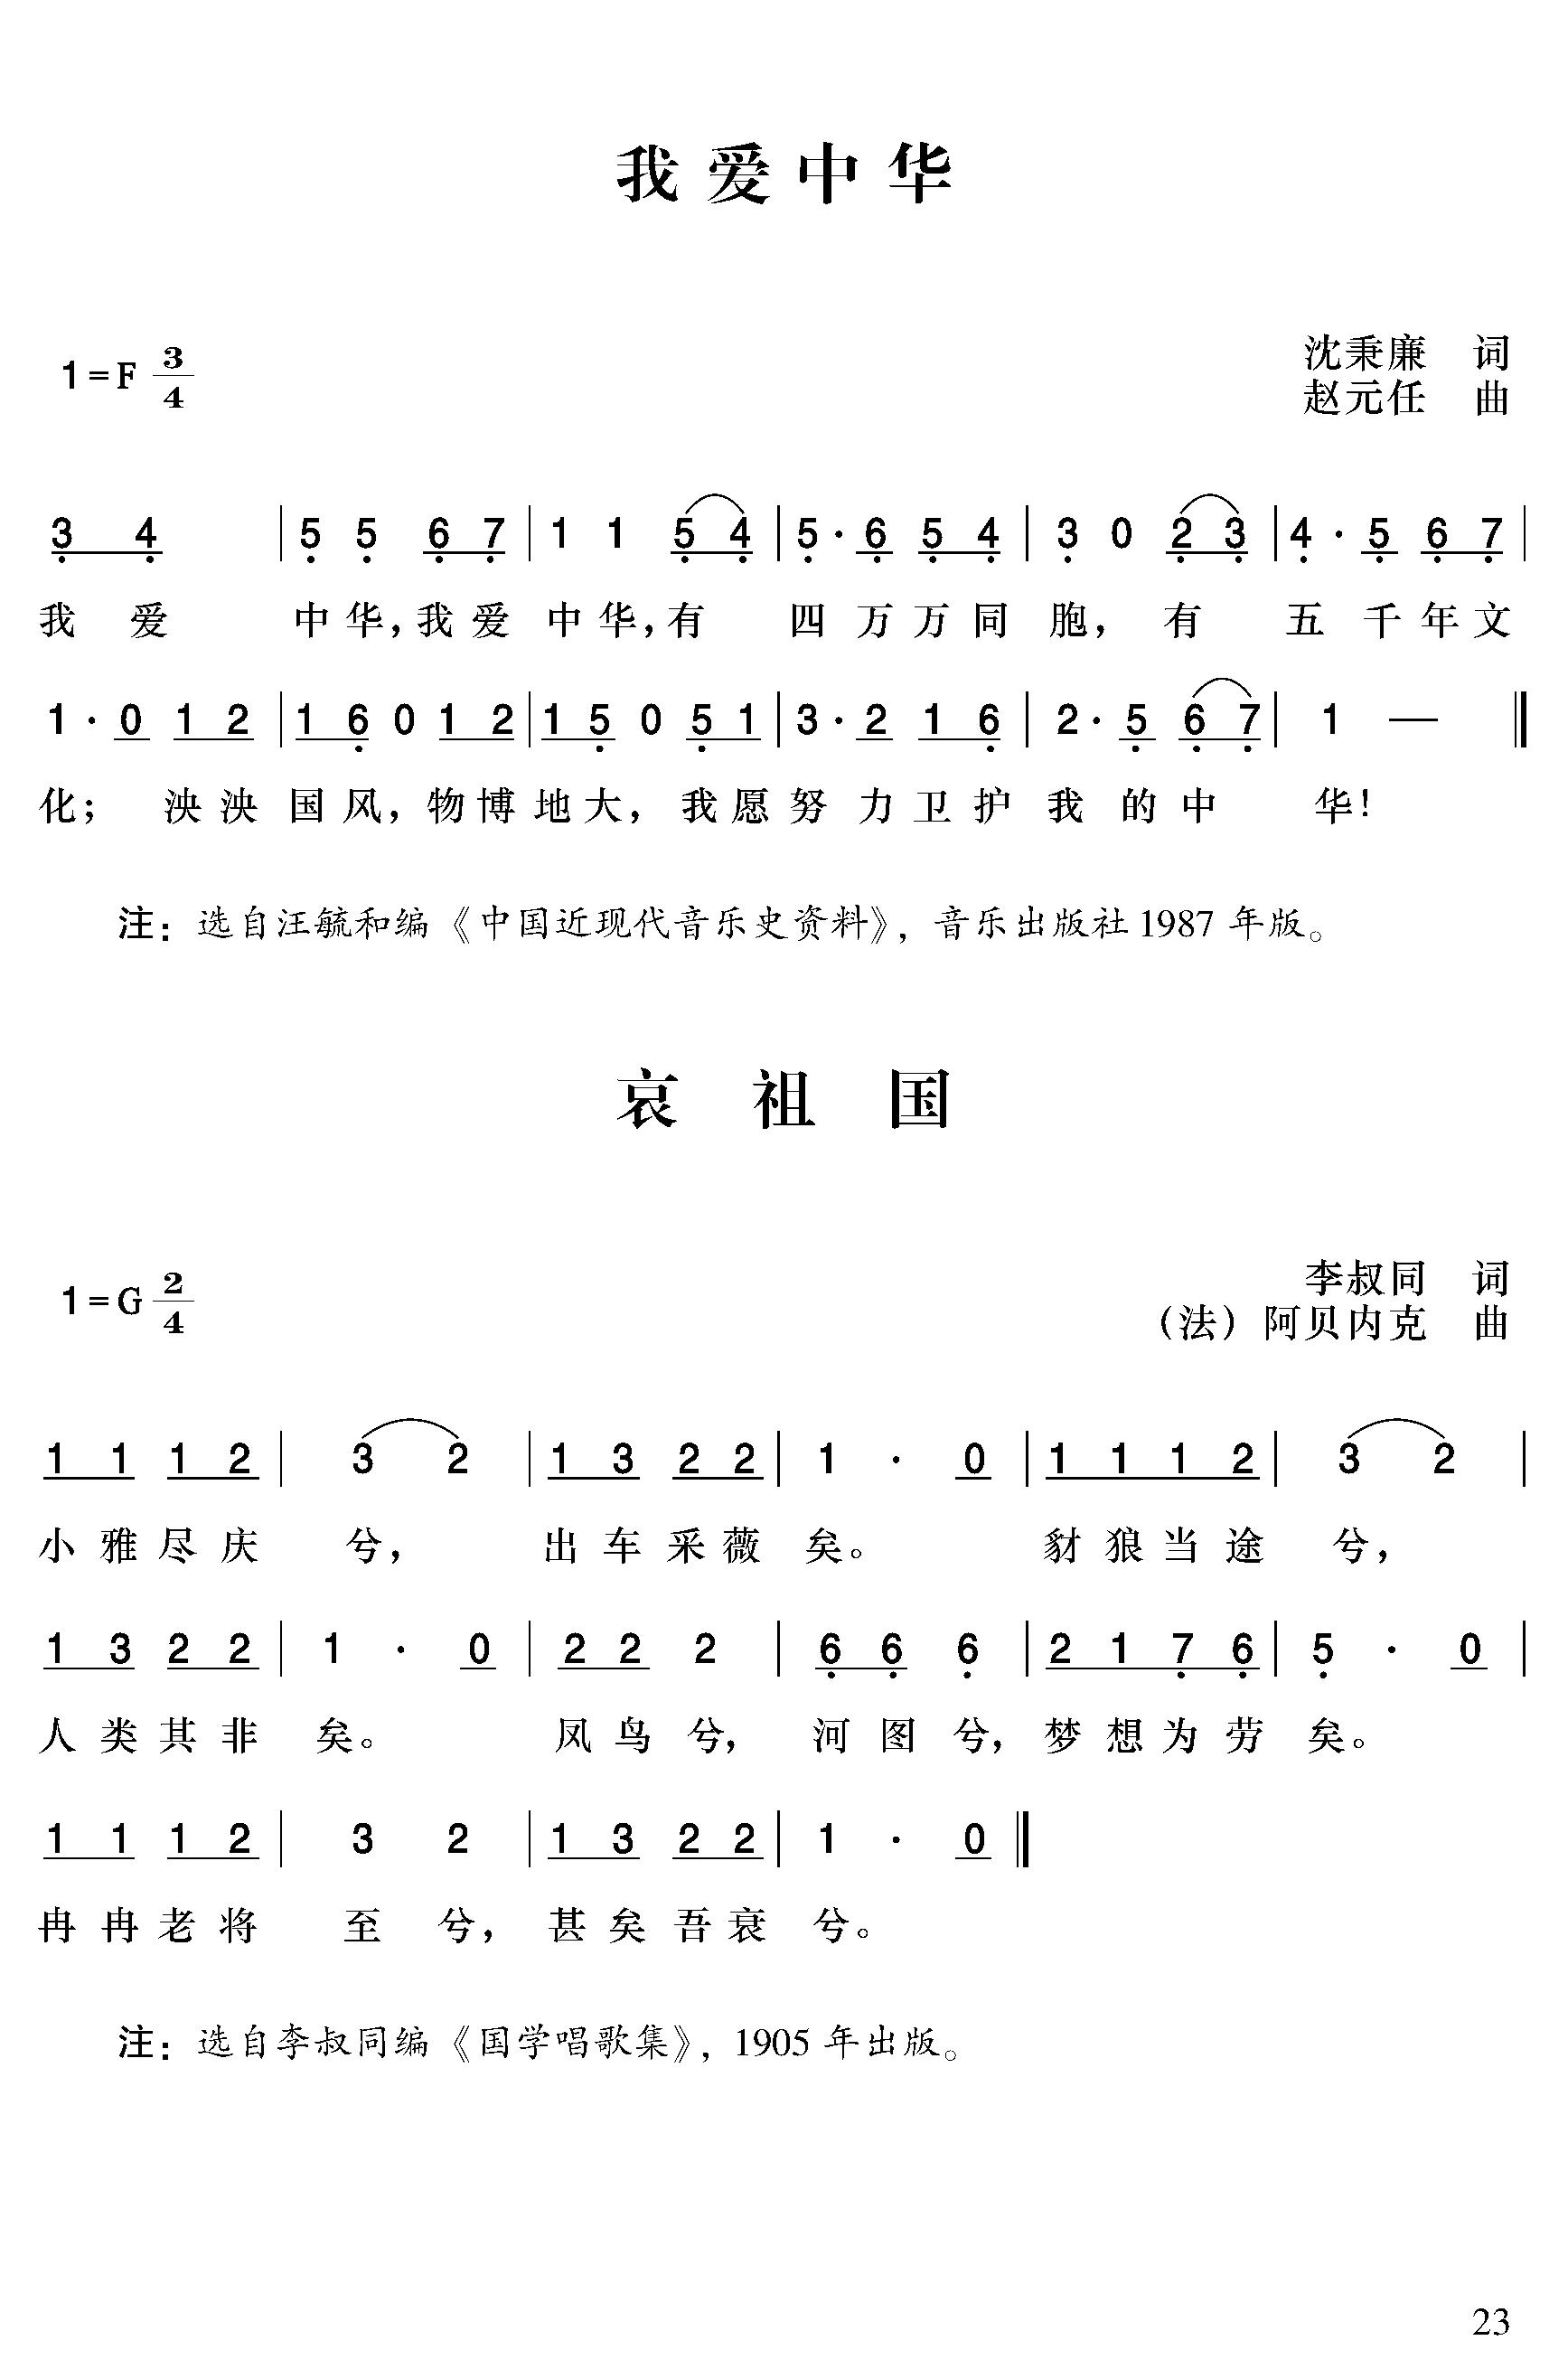 我爱中华
1=F 3/4
沈秉廉 词
赵元任 曲
3 4 | 5 5 6 7 | 1 1 5 4 | 5· 6 5 4 | 3 0 2 3 | 4· 5 6 7 |
我 爱 中 华，我 爱 中 华，有 四 万 万 同 胞， 有 五 千 年 文
1· 0 1 2 | 1 6 0 1 2 | 1 5 0 5 1 | 3· 2 1 6 | 2· 5 6 7 | 1 — ‖
化； 泱 泱 国 风，物 博 地 大， 我 愿 努 力 卫 护 我 的 中 华！
注：选自汪毓和编《中国近现代音乐史资料》，音乐出版社1987 年版。
哀祖国
1=G 2/4
李叔同 词
（法）阿贝内克 曲
1 1 1 2 | 3 2 | 1 3 2 2 | 1 · 0 | 1 1 1 2 | 3 2 |
小 雅 尽 庆 兮， 出 车 采 薇 矣。 豺 狼 当 途 兮，
1 3 2 2 | 1 · 0 | 2 2 2 | 6 6 6 | 2 1 7 6 | 5 · 0 |
人 类 其 非 矣。 凤 鸟 兮， 河 图 兮，梦 想 为 劳 矣。
1 1 1 2 | 3 2 | 1 3 2 2 | 1 · 0 ‖
冉 冉 老 将 至 兮， 甚 矣 吾 衰 兮。
注：选自李叔同编《国学唱歌集》，1905 年出版。
23